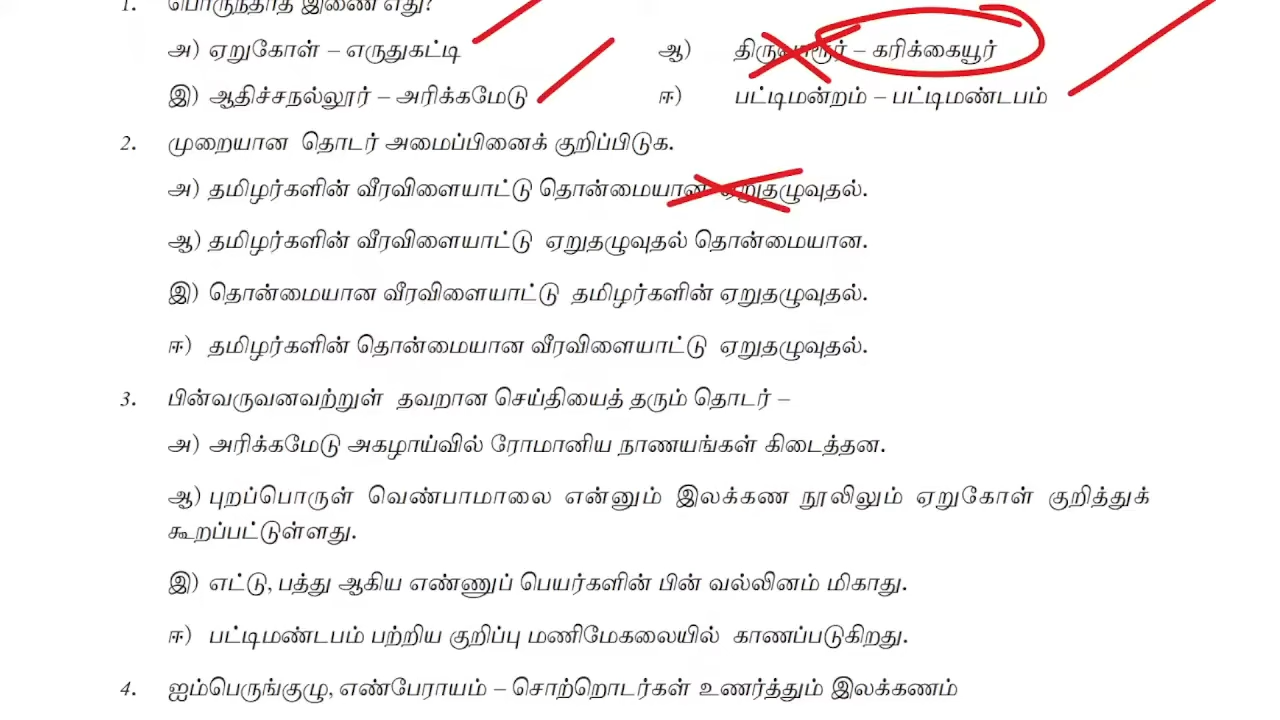 1. பொருந்தாத இணை எது?
அ) ஏறுகோள் – எருதுகட்டி ஆ) திருவாரூர் – கரிக்கையூர்
இ) ஆதிச்சநல்லூர் – அரிக்கமேடு ஈ) பட்டிமன்றம் – பட்டிமண்டபம்
2. முறையான தொடர் அமைப்பினைக் குறிப்பிடுக.
அ) தமிழர்களின் வீரவிளையாட்டு தொன்மையான ஏறுதழுவுதல்.
ஆ) தமிழர்களின் வீரவிளையாட்டு ஏறுதழுவுதல் தொன்மையான.
இ) தொன்மையான வீரவிளையாட்டு தமிழர்களின் ஏறுதழுவுதல்.
ஈ) தமிழர்களின் தொன்மையான வீரவிளையாட்டு ஏறுதழுவுதல்.
3. பின்வருவனவற்றுள் தவறான செய்தியைத் தரும் தொடர் –
அ) அரிக்கமேடு அகழாய்வில் ரோமானிய நாணயங்கள் கிடைத்தன.
ஆ) புறப்பொருள் வெண்பாமாலை என்னும் இலக்கண நூலிலும் ஏறுகோள் குறித்துக்
கூறப்பட்டுள்ளது.
இ) எட்டு, பத்து ஆகிய எண்ணுப் பெயர்களின் பின் வல்லினம் மிகாது.
ஈ) பட்டிமண்டபம் பற்றிய குறிப்பு மணிமேகலையில் காணப்படுகிறது.
4. ஐம்பெருங்குழு, எண்பேராயம் – சொற்றொடர்கள் உணர்த்தும் இலக்கணம்